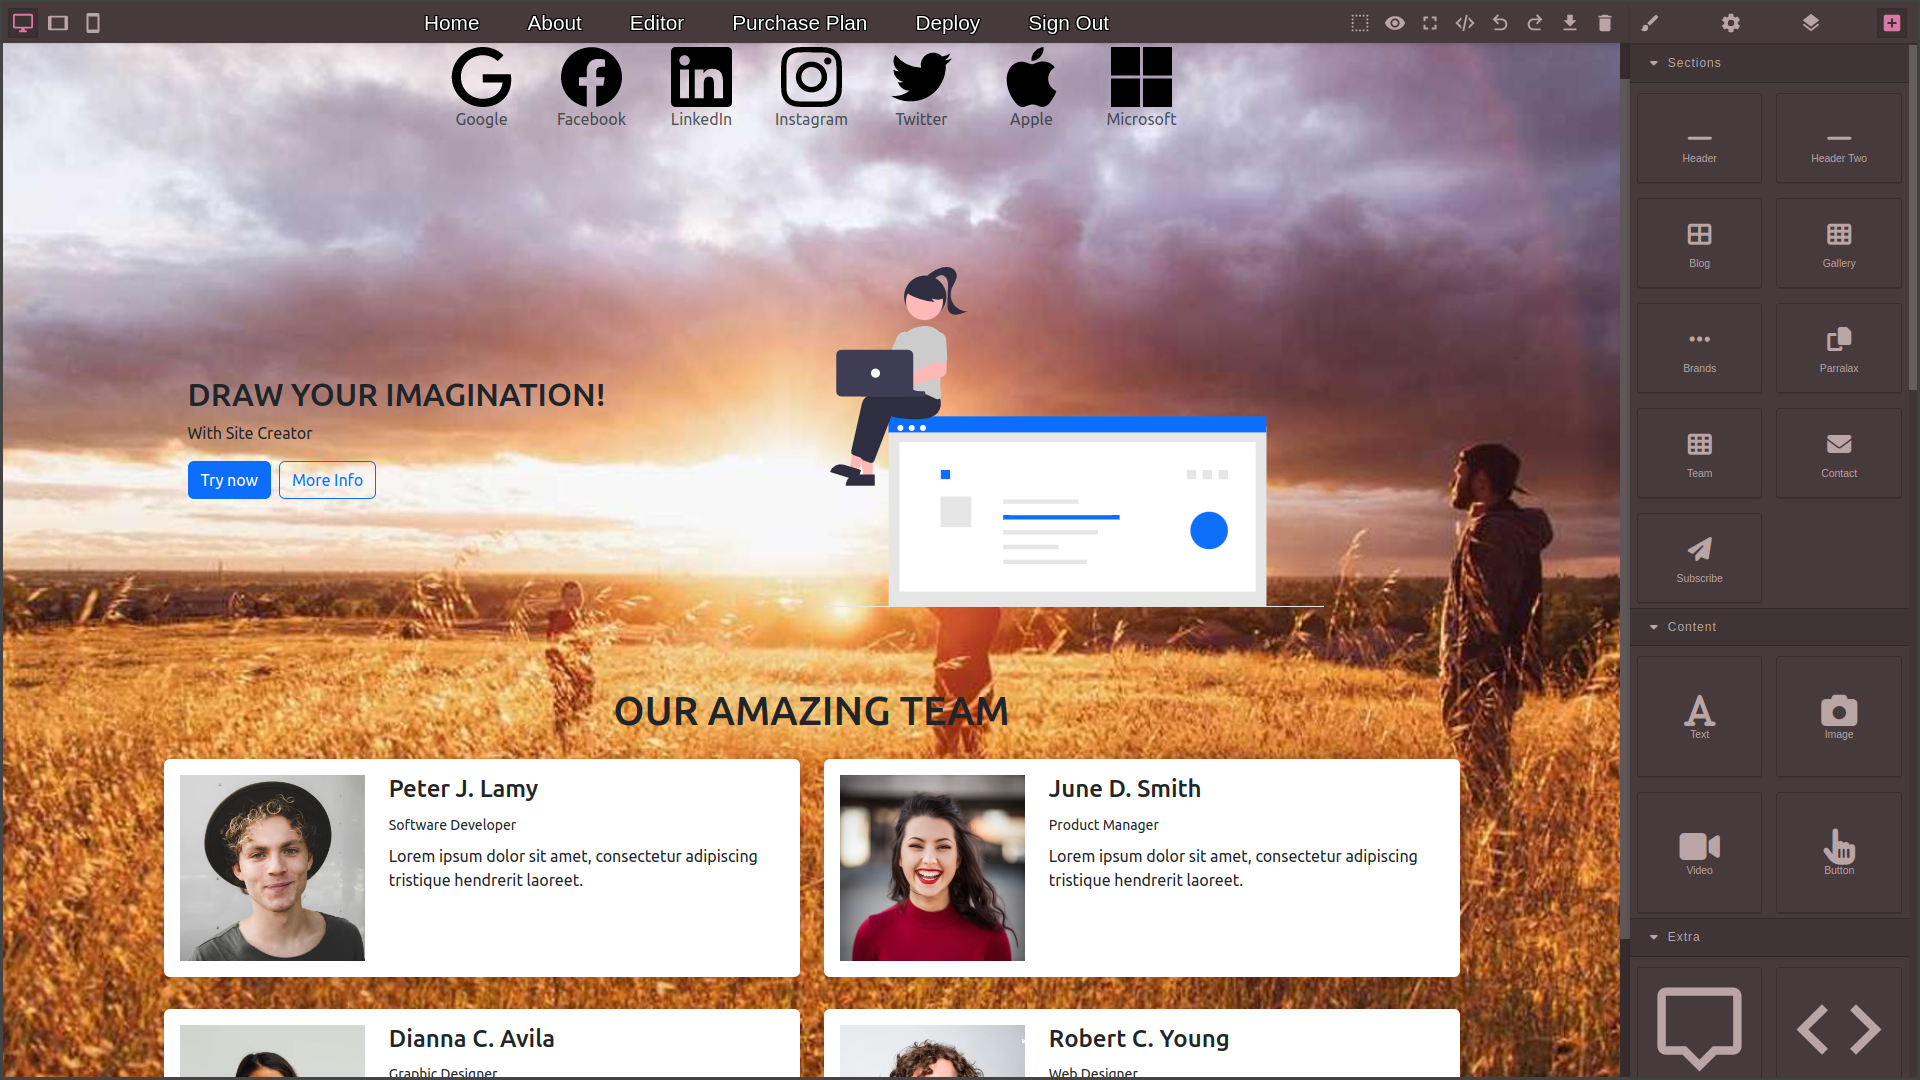 Home About Editor Purchase Plan Deploy Sign Out
Google Facebook LinkedIn Instagram Twitter Apple Microsoft
DRAW YOUR IMAGINATION!
With Site Creator
Try now More Info
OUR AMAZING TEAM
Peter J. Lamy
Software Developer
Lorem ipsum dolor sit amet, consectetur adipiscing
tristique hendrerit laoreet.
June D. Smith
Product Manager
Lorem ipsum dolor sit amet, consectetur adipiscing
tristique hendrerit laoreet.
Dianna C. Avila
Graphic Designer
Robert C. Young
Web Designer
Sections
Header Header Two
Blog Gallery
Brands Parralax
Team Contact
Subscribe
Content
Text Image
Video Button
Extra